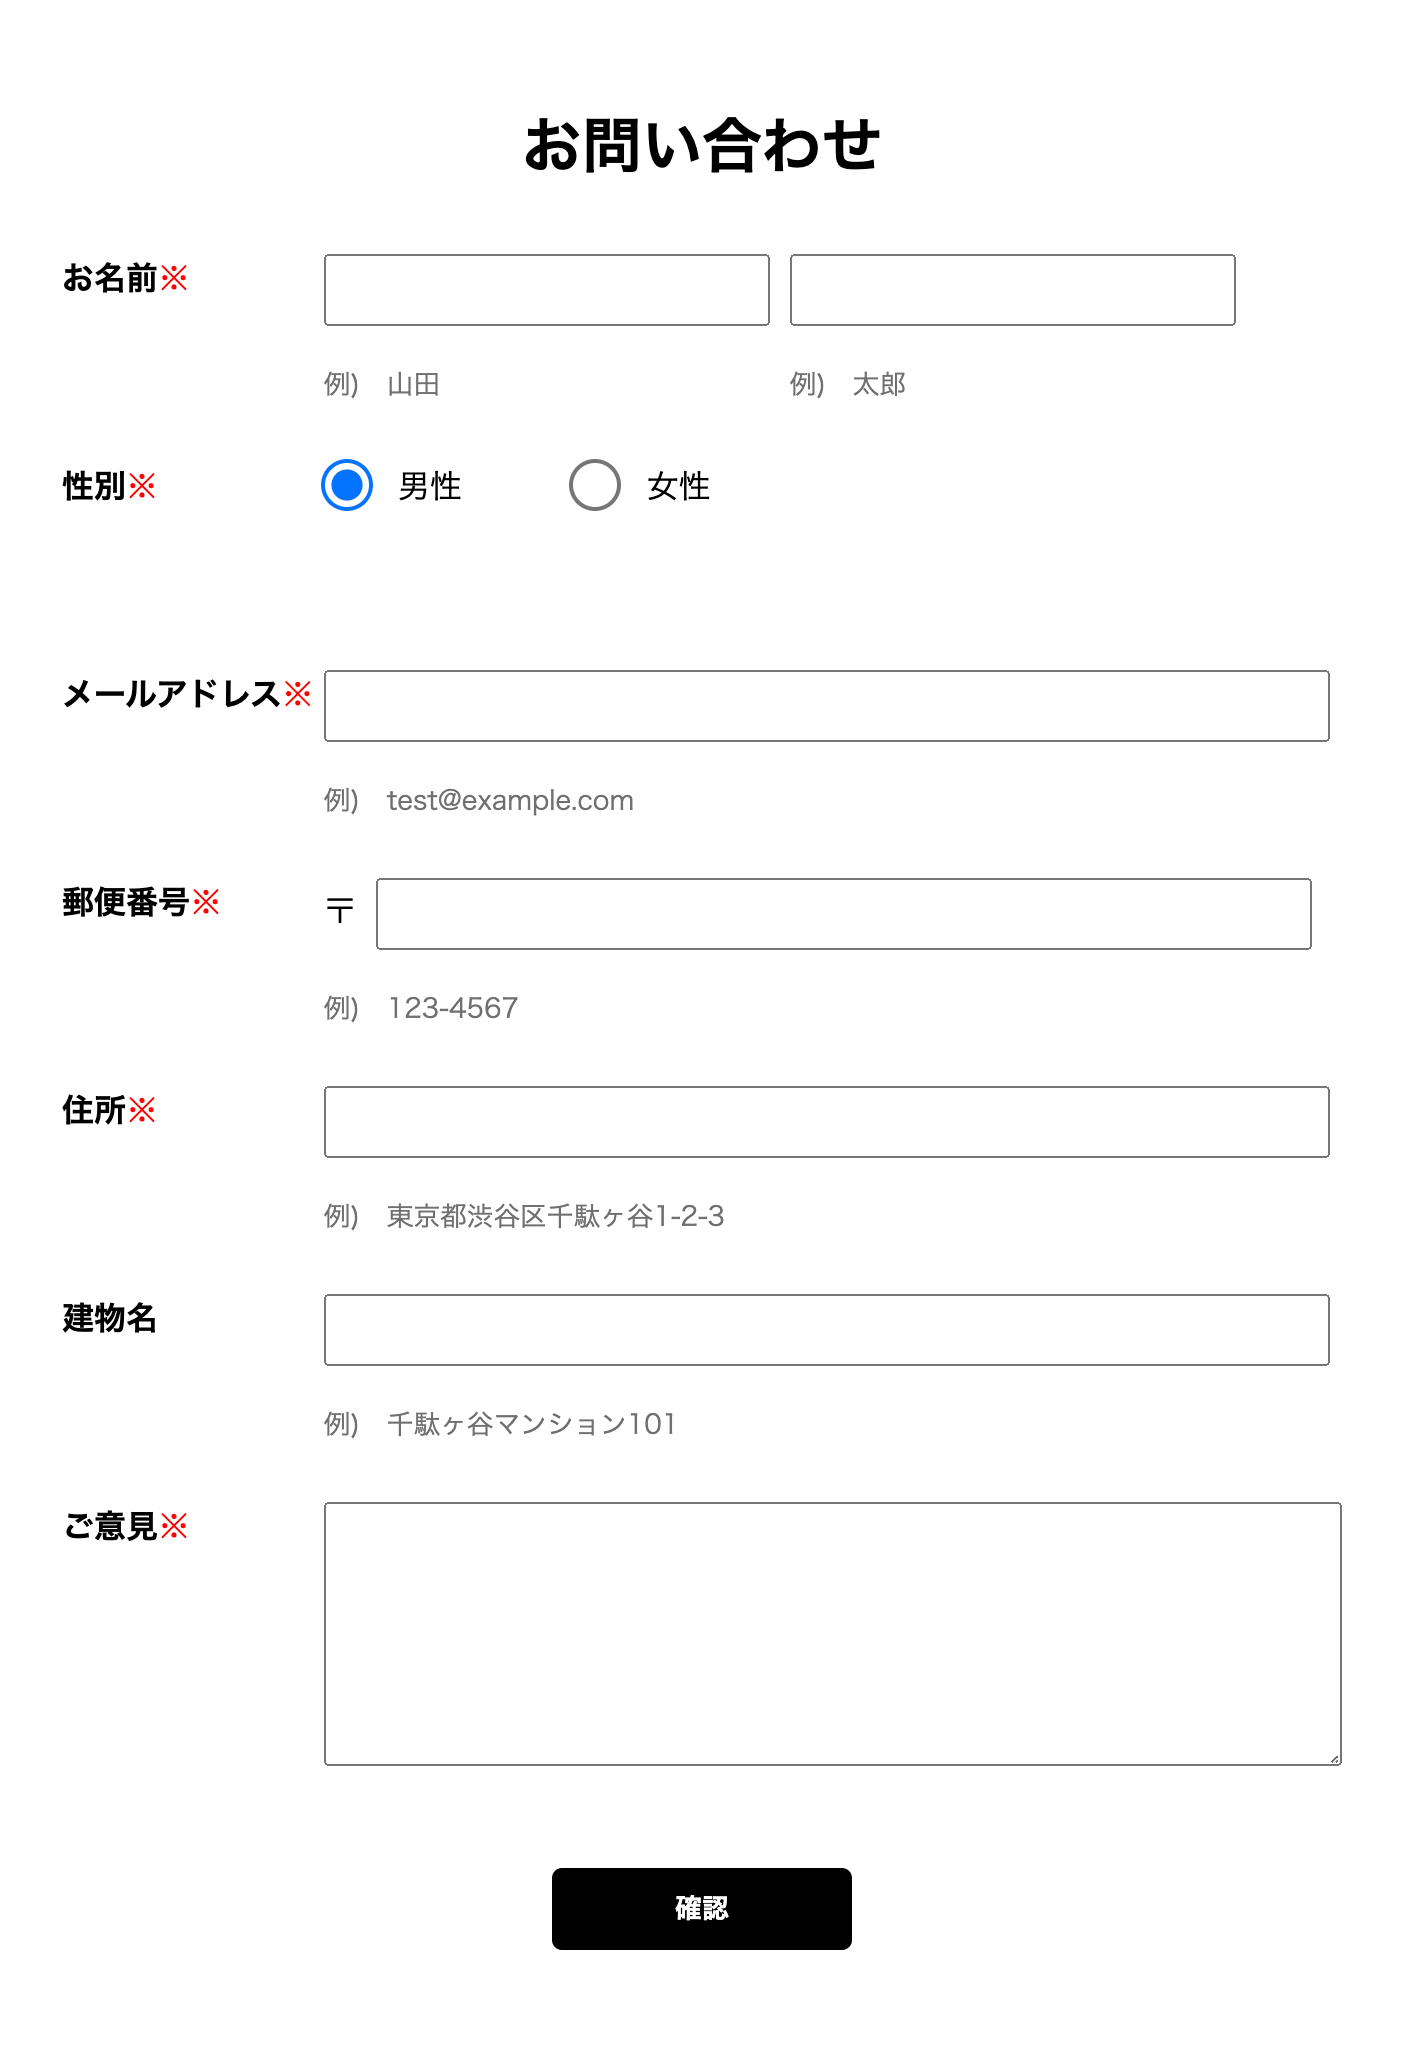 お問い合わせ
お名前※
例)　山田　例)　太郎
性別※　男性　女性
メールアドレス※
例)　test@example.com
郵便番号※　〒
例)　123-4567
住所※
例)　東京都渋谷区千駄ヶ谷1-2-3
建物名
例)　千駄ヶ谷マンション101
ご意見※
確認